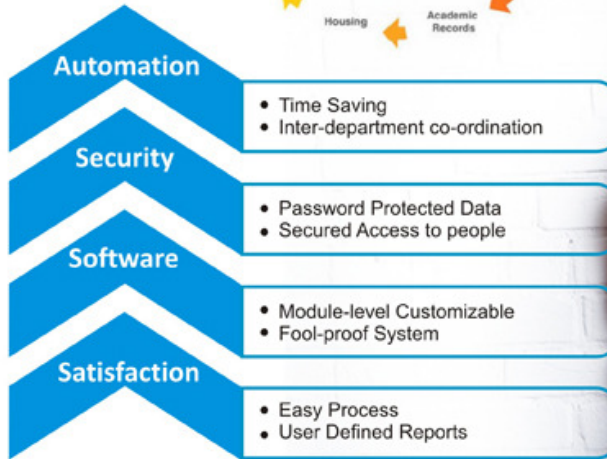 Housing
Academic
Records
Automation
• Time Saving
• Inter-department co-ordination
Security
• Password Protected Data
• Secured Access to people
Software
• Module-level Customizable
• Fool-proof System
Satisfaction
• Easy Process
• User Defined Reports